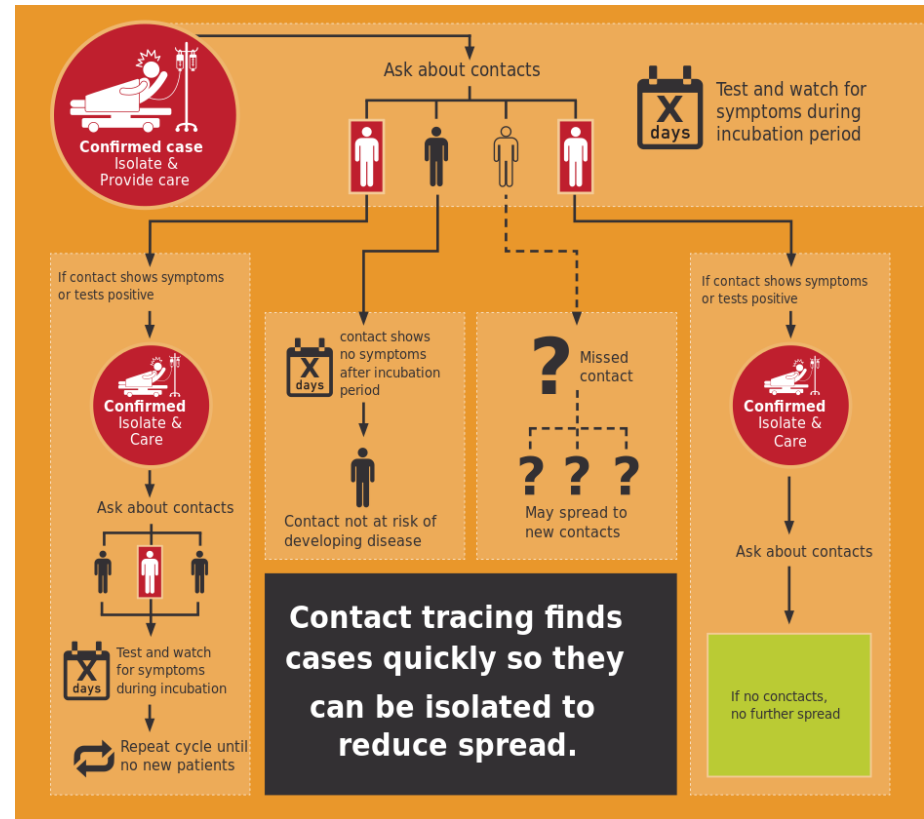 Confirmed case
Isolate &
Provide care
Ask about contacts
X
days
Test and watch for
symptoms during
incubation period
If contact shows symptoms
or tests positive
Confirmed
Isolate &
Care
Ask about contacts
X
days
Test and watch
for symptoms
during incubation
Repeat cycle until
no new patients
X
days
contact shows
no symptoms
after incubation
period
Contact not at risk of
developing disease
?
Missed
contact
? ? ?
May spread to
new contacts
If contact shows symptoms
or tests positive
Confirmed
Isolate &
Care
Ask about contacts
If no conctacts,
no further spread
Contact tracing finds
cases quickly so they
can be isolated to
reduce spread.